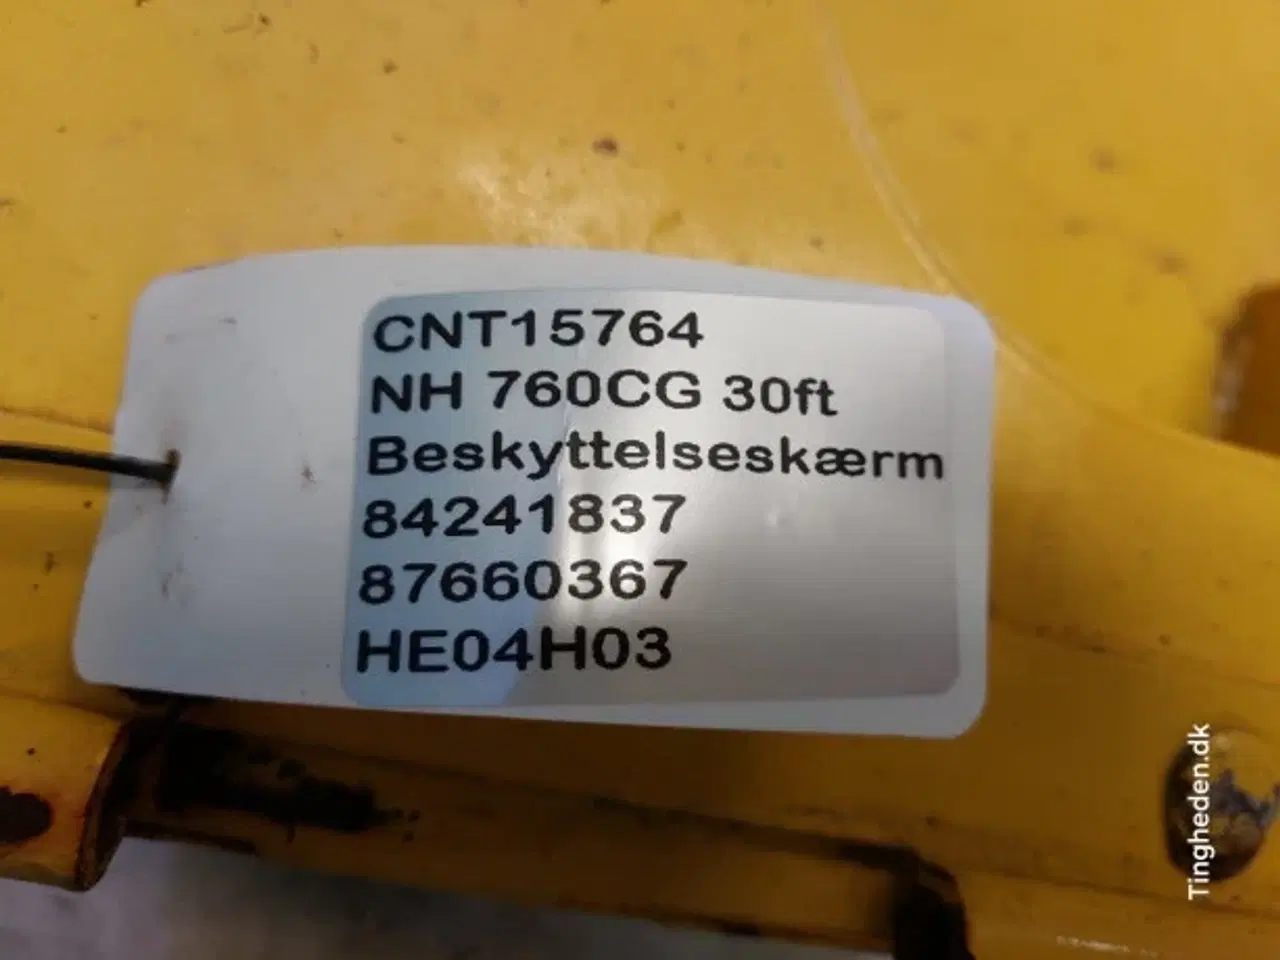 CNT15764
NH 760CG 30ft
Beskyttelseskærm
84241837
87660367
HE04H03
Tingheden.dk